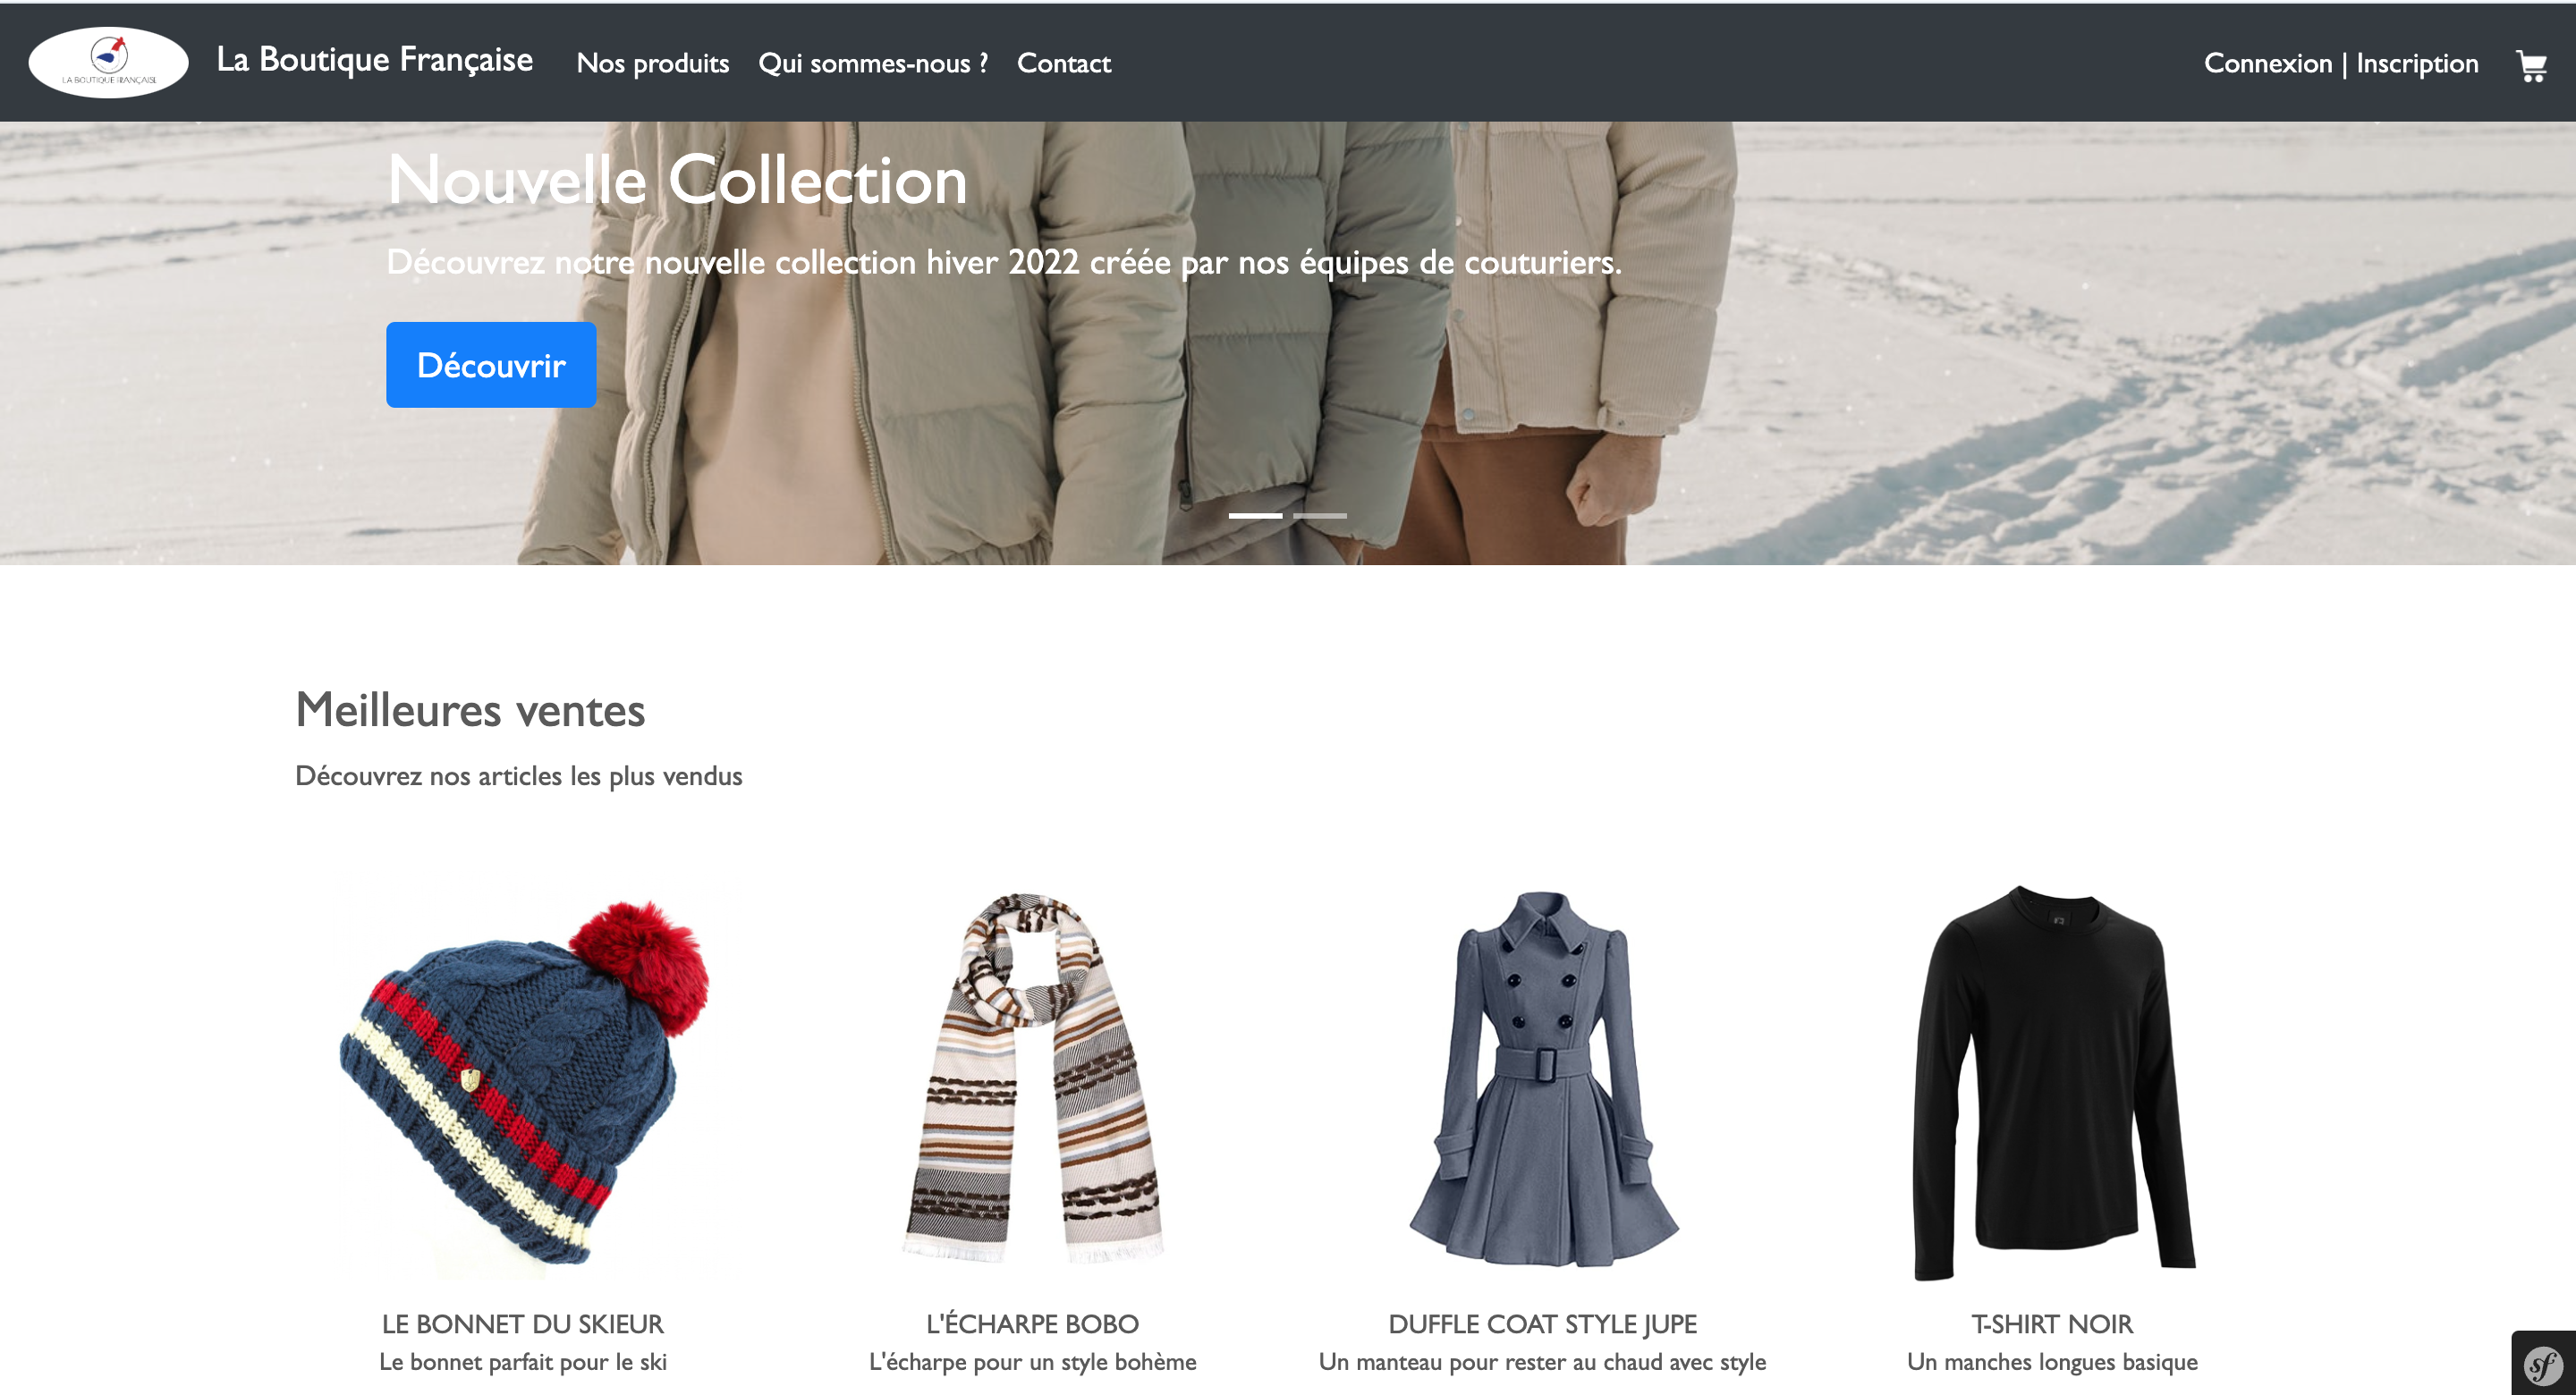 LA BOUTIQUE FRANÇAISE
La Boutique Française
Nos produits
Qui sommes-nous ?
Contact
Connexion | Inscription
Nouvelle Collection
Découvrez notre nouvelle collection hiver 2022 créée par nos équipes de couturiers.
Découvrir
Meilleures ventes
Découvrez nos articles les plus vendus
LE BONNET DU SKIEUR
Le bonnet parfait pour le ski
L'ÉCHARPE BOBO
L'écharpe pour un style bohème
DUFFLE COAT STYLE JUPE
Un manteau pour rester au chaud avec style
T-SHIRT NOIR
Un manches longues basique
sf